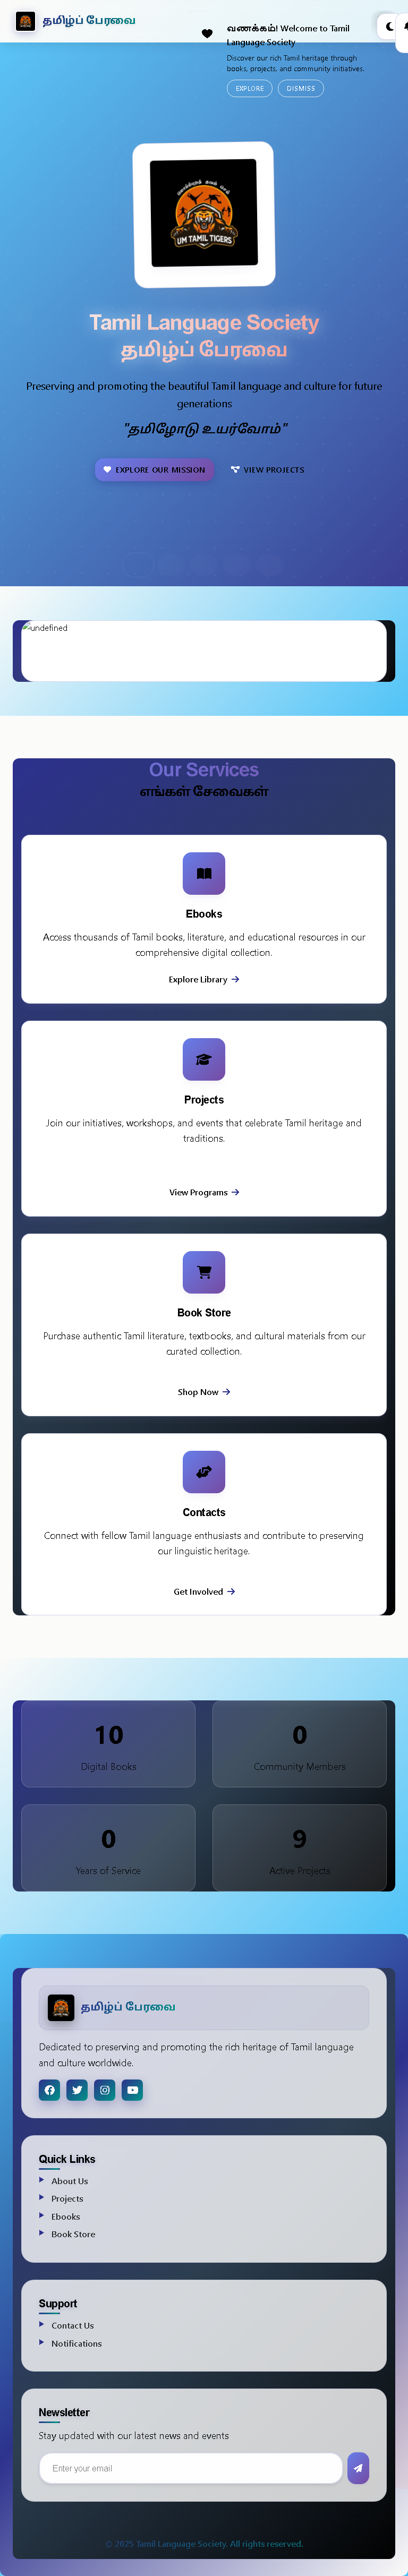 தமிழ்ப் பேரவை
வணக்கம்! Welcome to Tamil
Language Society
Discover our rich Tamil heritage through
books, projects, and community initiatives.
EXPLORE DISMISS
UM TAMIL TIGERS
Tamil Language Society
தமிழ்ப் பேரவை
Preserving and promoting the beautiful Tamil language and culture for future
generations
"தமிழோடு உயர்வோம்"
EXPLORE OUR MISSION VIEW PROJECTS
undefined
Our Services
எங்கள் சேவைகள்
Ebooks
Access thousands of Tamil books, literature, and educational resources in our
comprehensive digital collection.
Explore Library
Projects
Join our initiatives, workshops, and events that celebrate Tamil heritage and
traditions.
View Programs
Book Store
Purchase authentic Tamil literature, textbooks, and cultural materials from our
curated collection.
Shop Now
Contacts
Connect with fellow Tamil language enthusiasts and contribute to preserving
our linguistic heritage.
Get Involved
10 0
Digital Books Community Members
0 9
Years of Service Active Projects
தமிழ்ப் பேரவை
Dedicated to preserving and promoting the rich heritage of Tamil language
and culture worldwide.
Quick Links
About Us
Projects
Ebooks
Book Store
Support
Contact Us
Notifications
Newsletter
Stay updated with our latest news and events
Enter your email
© 2025 Tamil Language Society. All rights reserved.